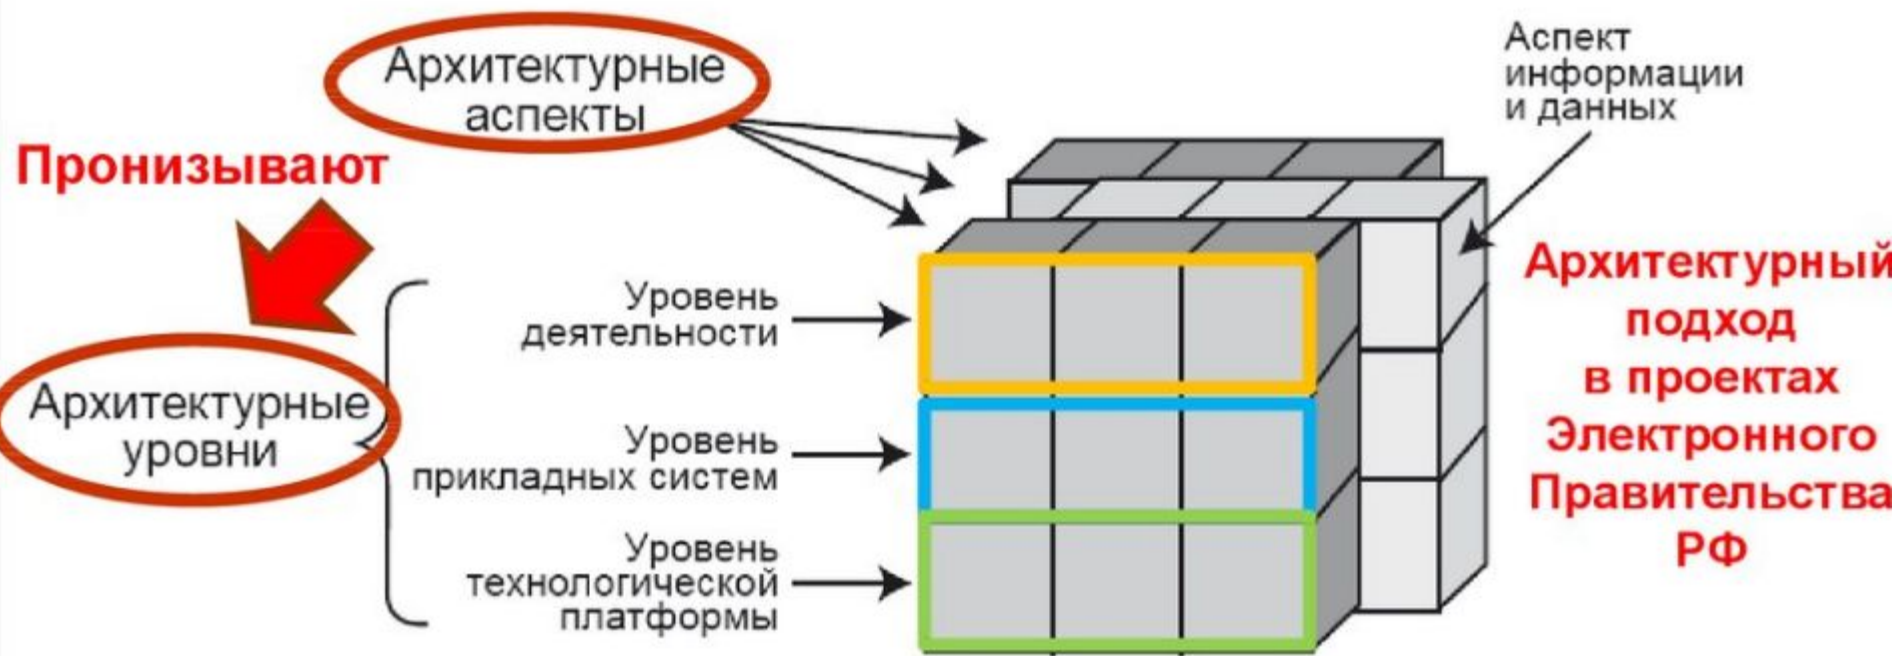 Архитектурные
аспекты
Аспект
информации
и данных
Пронизывают
Архитектурные
уровни
Уровень
деятельности
Уровень
прикладных систем
Уровень
технологической
платформы
Архитектурный
подход
в проектах
Электронного
Правительства
РФ